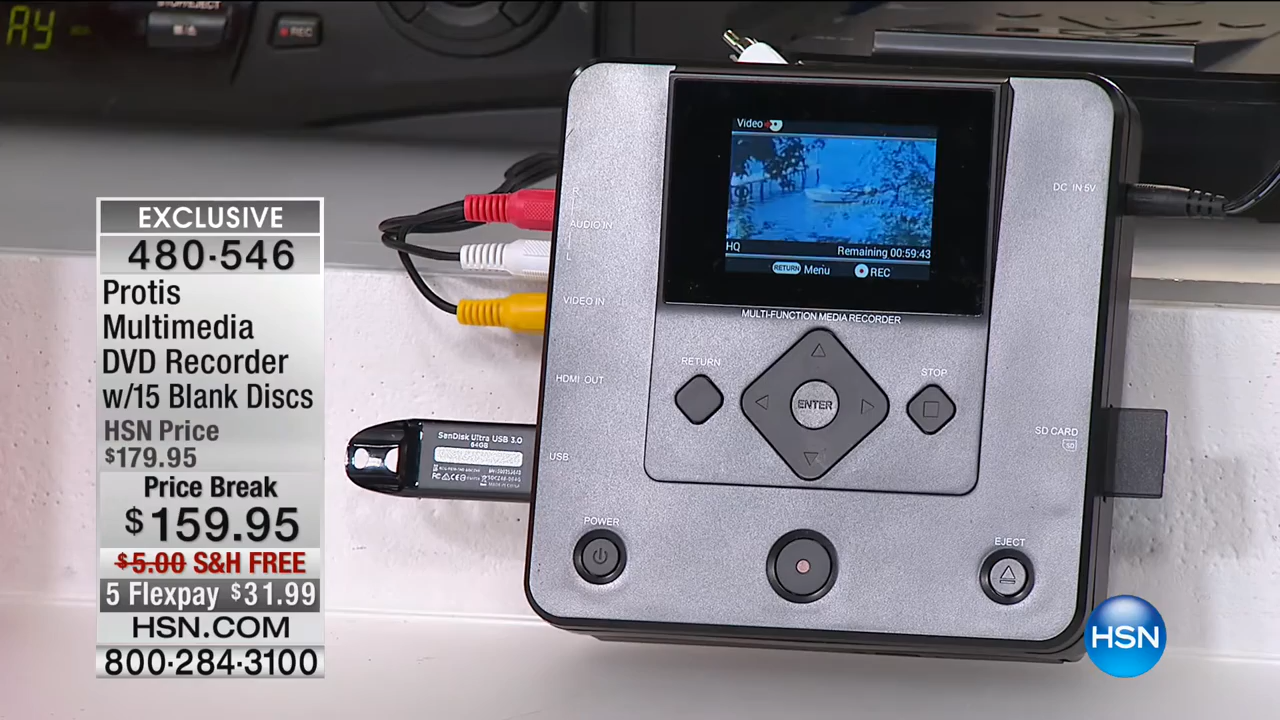 AY
STOP/EJECT
REC
EXCLUSIVE
480·546
Protis
Multimedia
DVD Recorder
w/15 Blank Discs
HSN Price
$179.95
Price Break
$159.95
$5.00 S&H FREE
5 Flexpay $31.99
HSN.COM
800·284·3100
Video
HQ
Remaining 00:59:43
RETURN Menu
REC
MULTI-FUNCTION MEDIA RECORDER
R
AUDIO IN
L
VIDEO IN
HDMI OUT
USB
DC IN 5V
SD CARD
SD
RETURN
STOP
ENTER
POWER
EJECT
SanDisk Ultra USB 3.0
64GB
HSN